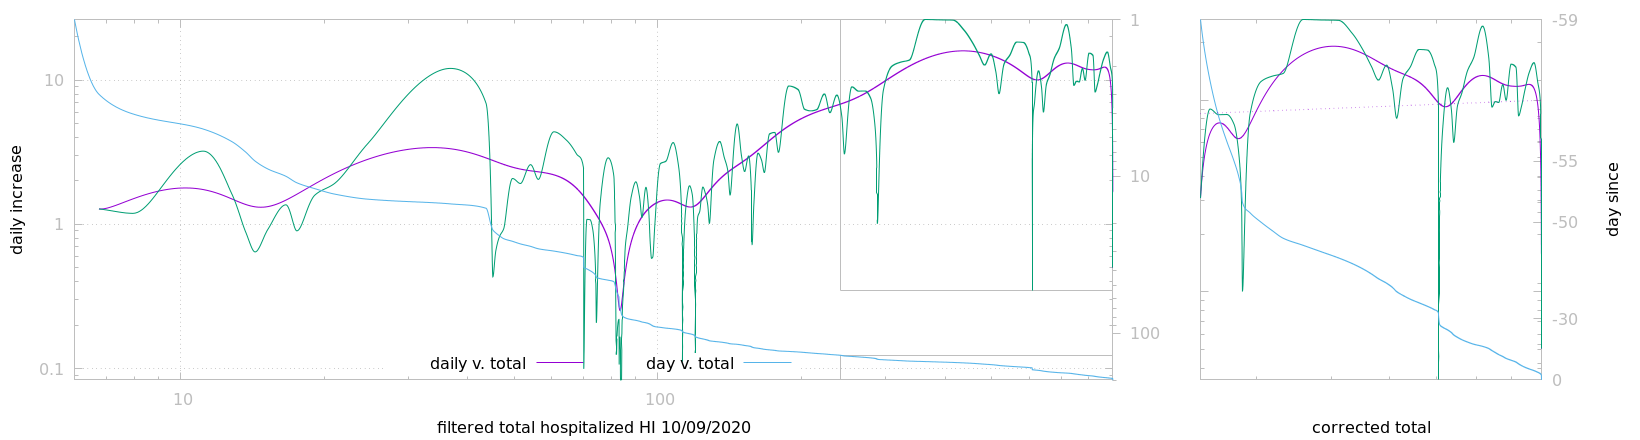 1
-59
10
daily increase
-55
10
day since
1
-50
-30
100
daily v. total
day v. total
0.1
0
10
100
filtered total hospitalized HI 10/09/2020
corrected total